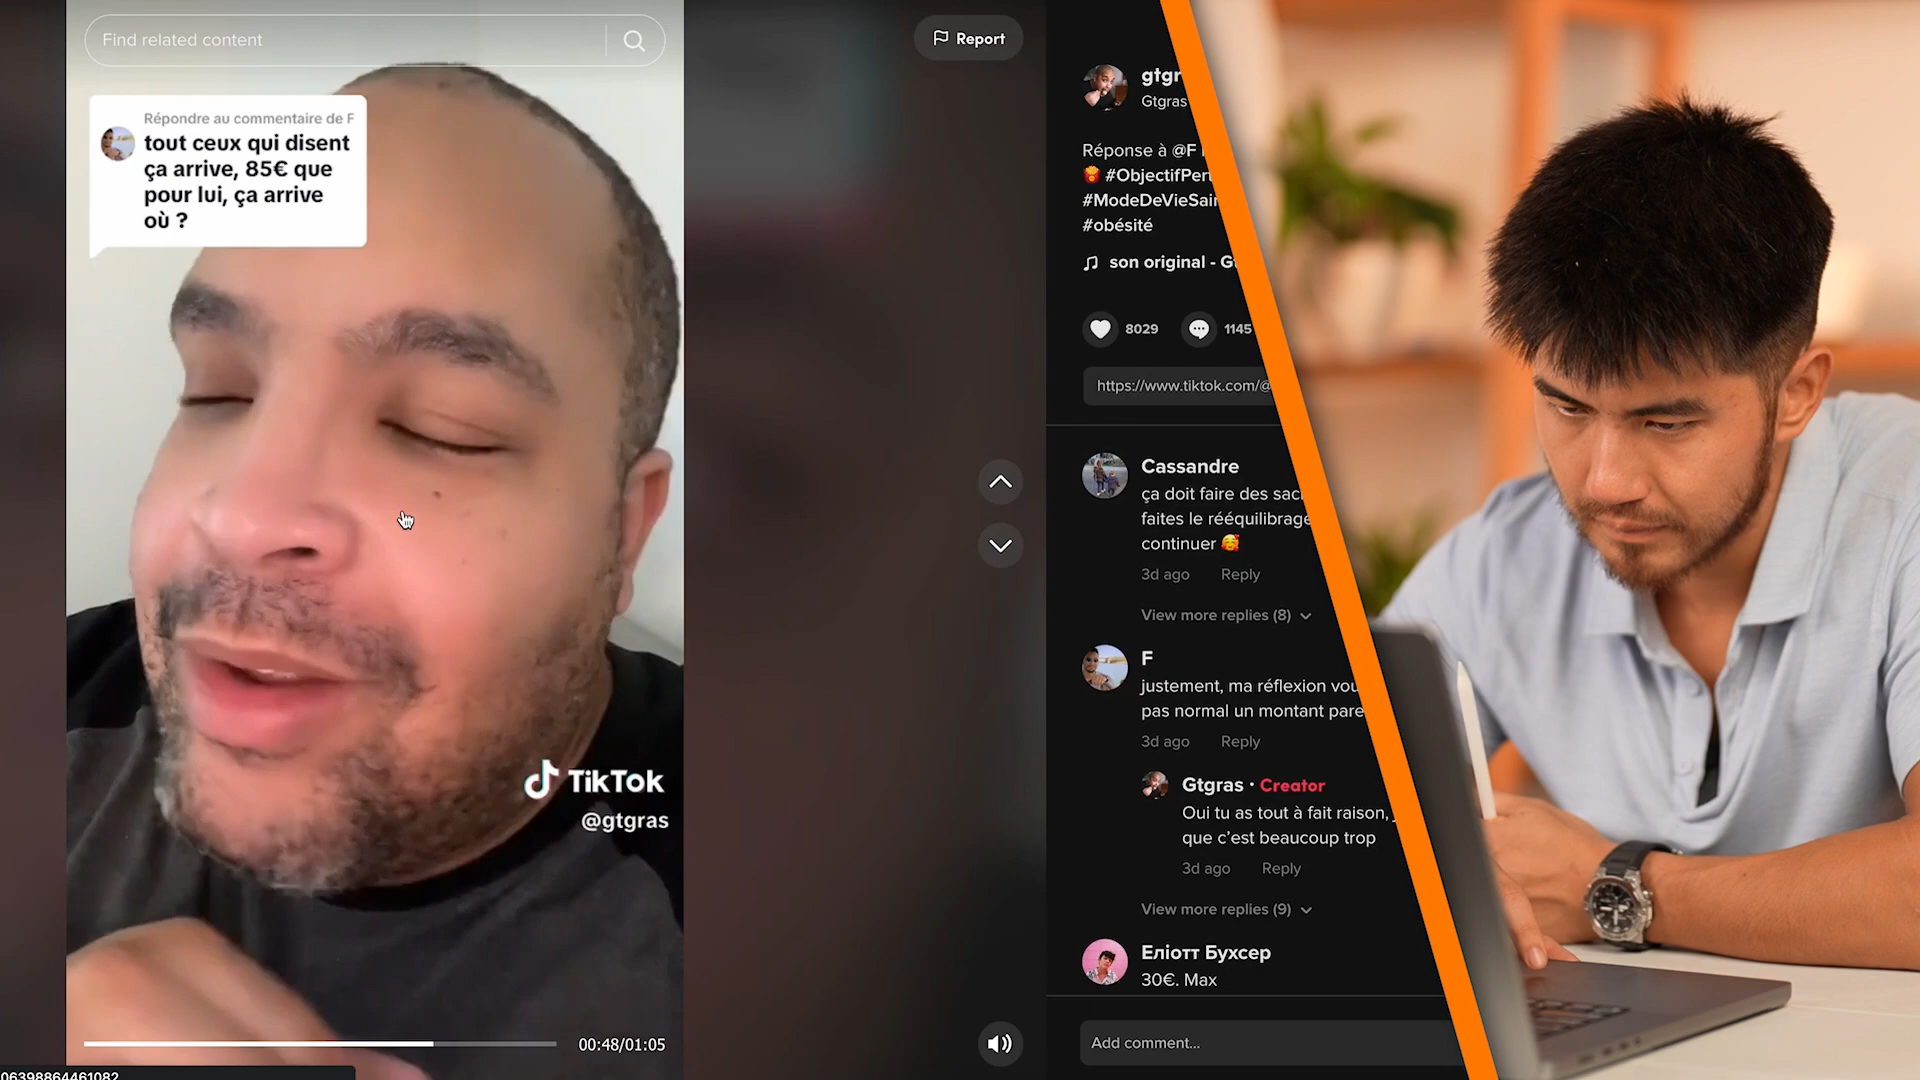 Find related content
Report
Répondre au commentaire de F
tout ceux qui disent
ça arrive, 85€ que
pour lui, ça arrive
où ?
TikTok
@gtgras
00:48/01:05
06398864461082
gtgr
Gtgras
Réponse à @F
#ObjectifPert
#ModeDeVieSain
#obésité
son original - Gt
8029
1145
https://www.tiktok.com/@
Cassandre
ça doit faire des sac
faites le rééquilibrage
continuer 🥰
3d ago Reply
View more replies (8)
F
justement, ma réflexion vou
pas normal un montant pare
3d ago Reply
Gtgras · Creator
Oui tu as tout à fait raison,
que c’est beaucoup trop
3d ago Reply
View more replies (9)
Еліотт Бухсер
30€. Max
Add comment...